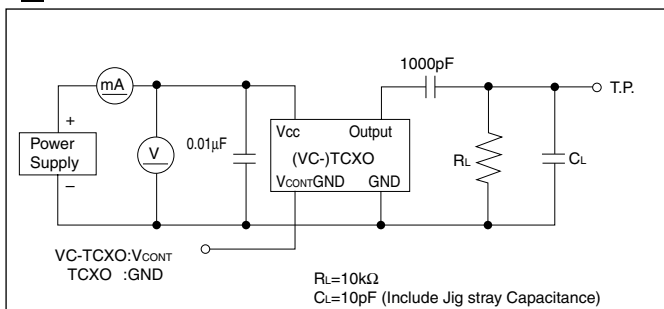 1000pF
mA
T.P.
+
Power
Supply
–
V
0.01μF
Vcc Output
(VC-)TCXO
VCONTGND GND
RL
CL
VC-TCXO:VCONT
TCXO :GND
RL=10kΩ
CL=10pF (Include Jig stray Capacitance)